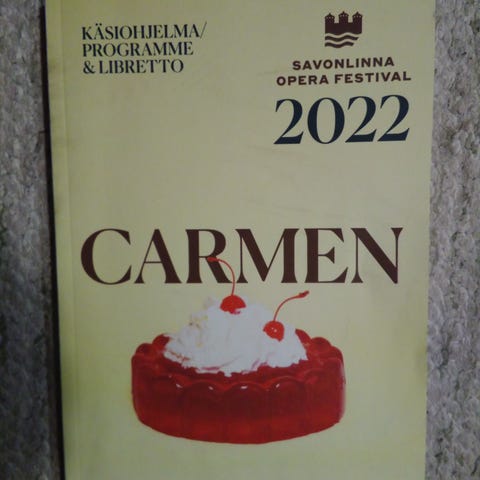 KÄSIOHJELMA/
PROGRAMME
& LIBRETTO
SAVONLINNA
OPERA FESTIVAL
2022
CARMEN